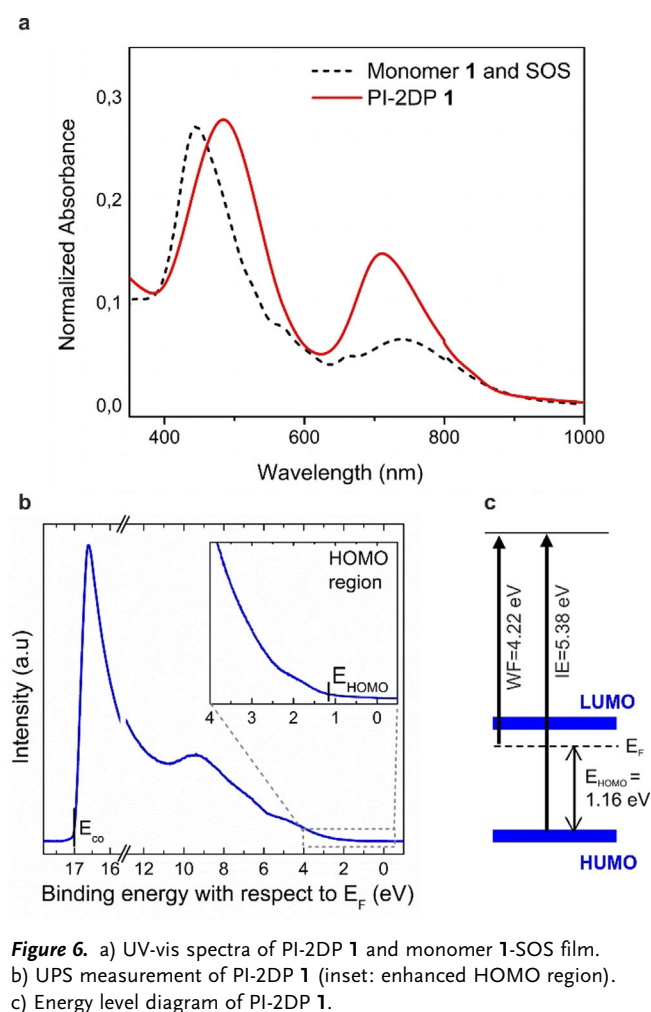 a
Monomer 1 and SOS
PI-2DP 1
Normalized Absorbance
0,3
0,2
0,1
0,0
400
600
800
1000
Wavelength (nm)
b
Intensity (a.u)
HOMO
region
E_HOMO
4
3
2
1
0
E_co
17
16
12
10
8
6
4
2
0
Binding energy with respect to E_F (eV)
c
WF=4.22 eV
IE=5.38 eV
LUMO
E_F
E_HOMO =
1.16 eV
HUMO
Figure 6. a) UV-vis spectra of PI-2DP 1 and monomer 1-SOS film.
b) UPS measurement of PI-2DP 1 (inset: enhanced HOMO region).
c) Energy level diagram of PI-2DP 1.